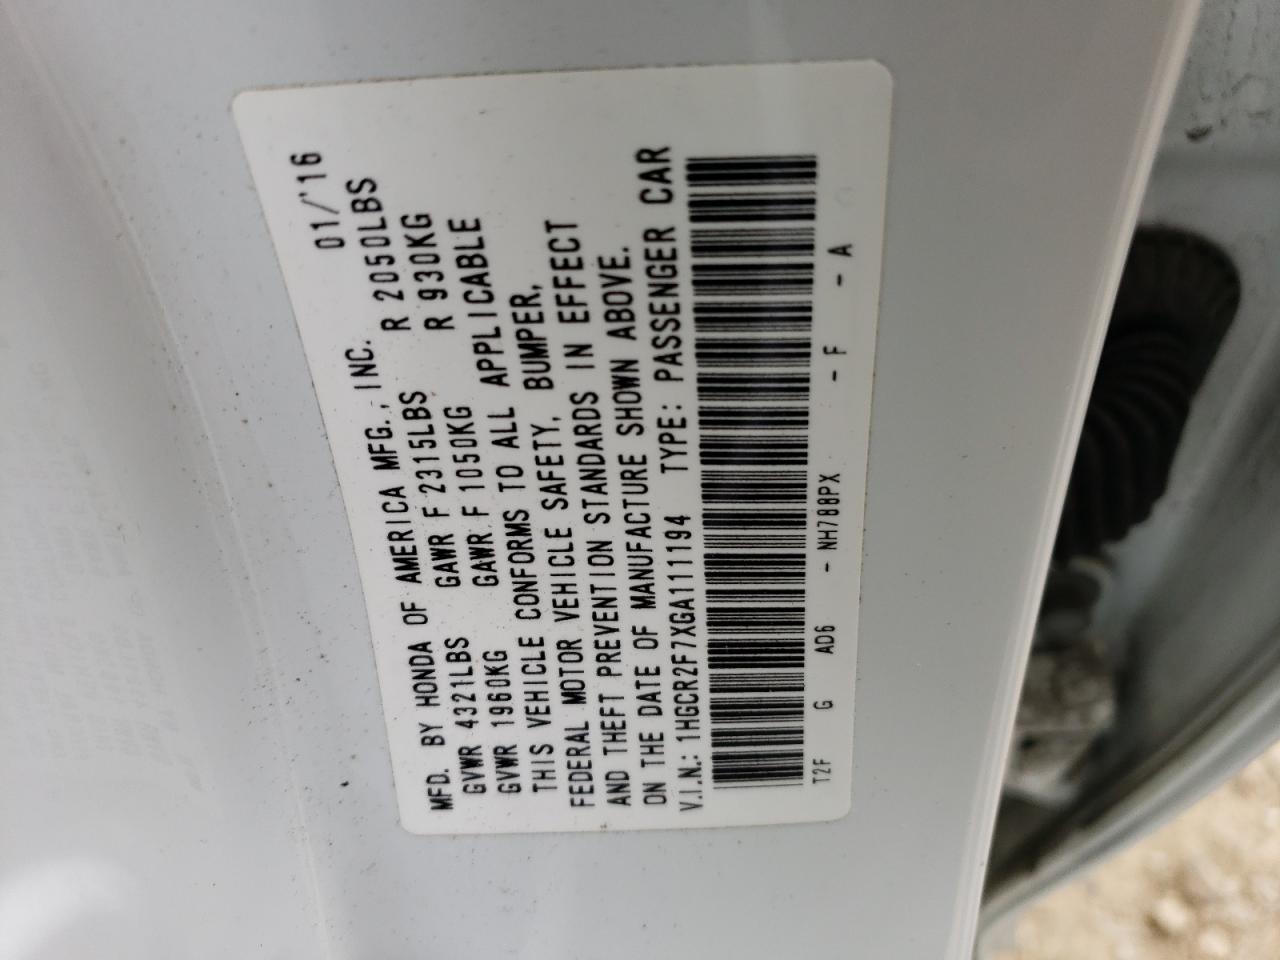 MFD. BY HONDA OF AMERICA MFG., INC. 01/'16
GVWR 4321LBS GAWR F 2315LBS R 2050LBS
GVWR 1960KG GAWR F 1050KG R 930KG
THIS VEHICLE CONFORMS TO ALL APPLICABLE
FEDERAL MOTOR VEHICLE SAFETY, BUMPER,
AND THEFT PREVENTION STANDARDS IN EFFECT
ON THE DATE OF MANUFACTURE SHOWN ABOVE.
V.I.N.: 1HGCR2F7XGA111194 TYPE: PASSENGER CAR
T2F G AD6 - NH788PX - F - A